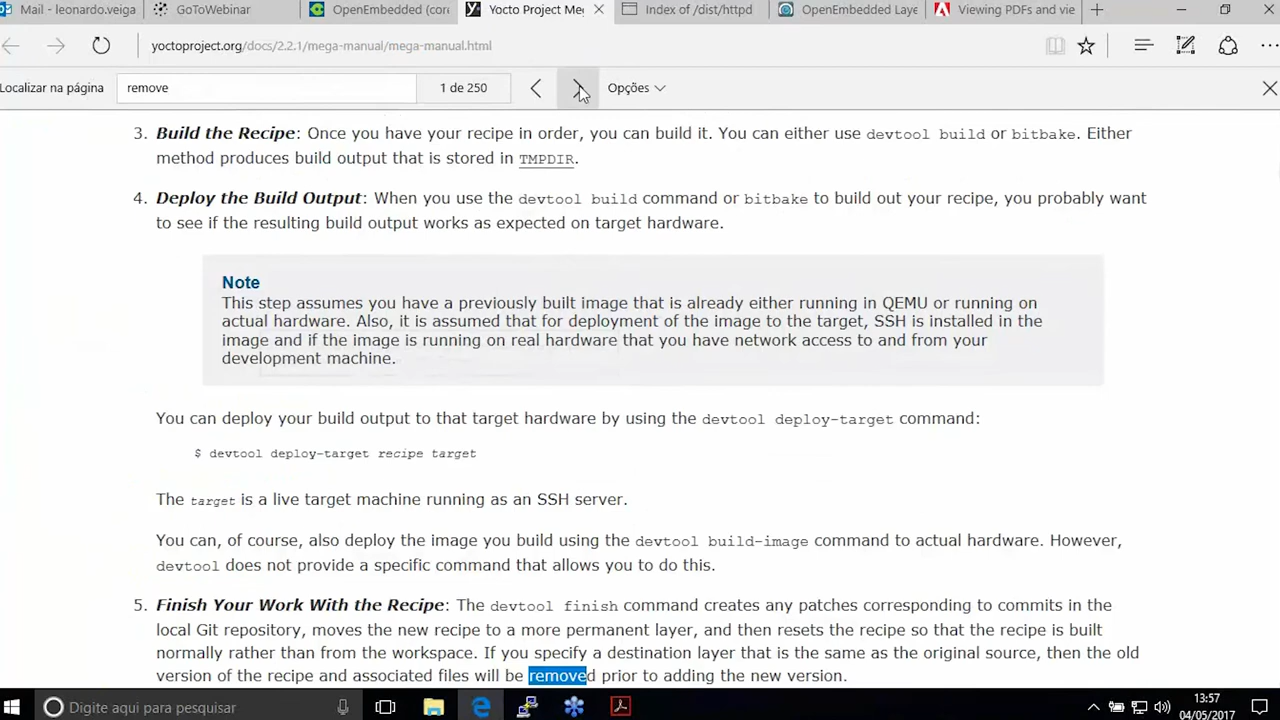 Mail - leonardo.veiga GoToWebinar OpenEmbedded (core Yocto Project Meg Index of /dist/httpd OpenEmbedded Laye Viewing PDFs and vie
yoctoproject.org/docs/2.2.1/mega-manual/mega-manual.html
Localizar na página remove 1 de 250 Opções
3. Build the Recipe: Once you have your recipe in order, you can build it. You can either use devtool build or bitbake. Either
method produces build output that is stored in TMPDIR.
4. Deploy the Build Output: When you use the devtool build command or bitbake to build out your recipe, you probably want
to see if the resulting build output works as expected on target hardware.
Note
This step assumes you have a previously built image that is already either running in QEMU or running on
actual hardware. Also, it is assumed that for deployment of the image to the target, SSH is installed in the
image and if the image is running on real hardware that you have network access to and from your
development machine.
You can deploy your build output to that target hardware by using the devtool deploy-target command:
$ devtool deploy-target recipe target
The target is a live target machine running as an SSH server.
You can, of course, also deploy the image you build using the devtool build-image command to actual hardware. However,
devtool does not provide a specific command that allows you to do this.
5. Finish Your Work With the Recipe: The devtool finish command creates any patches corresponding to commits in the
local Git repository, moves the new recipe to a more permanent layer, and then resets the recipe so that the recipe is built
normally rather than from the workspace. If you specify a destination layer that is the same as the original source, then the old
version of the recipe and associated files will be removed prior to adding the new version.
Digite aqui para pesquisar 13:57
04/05/2017